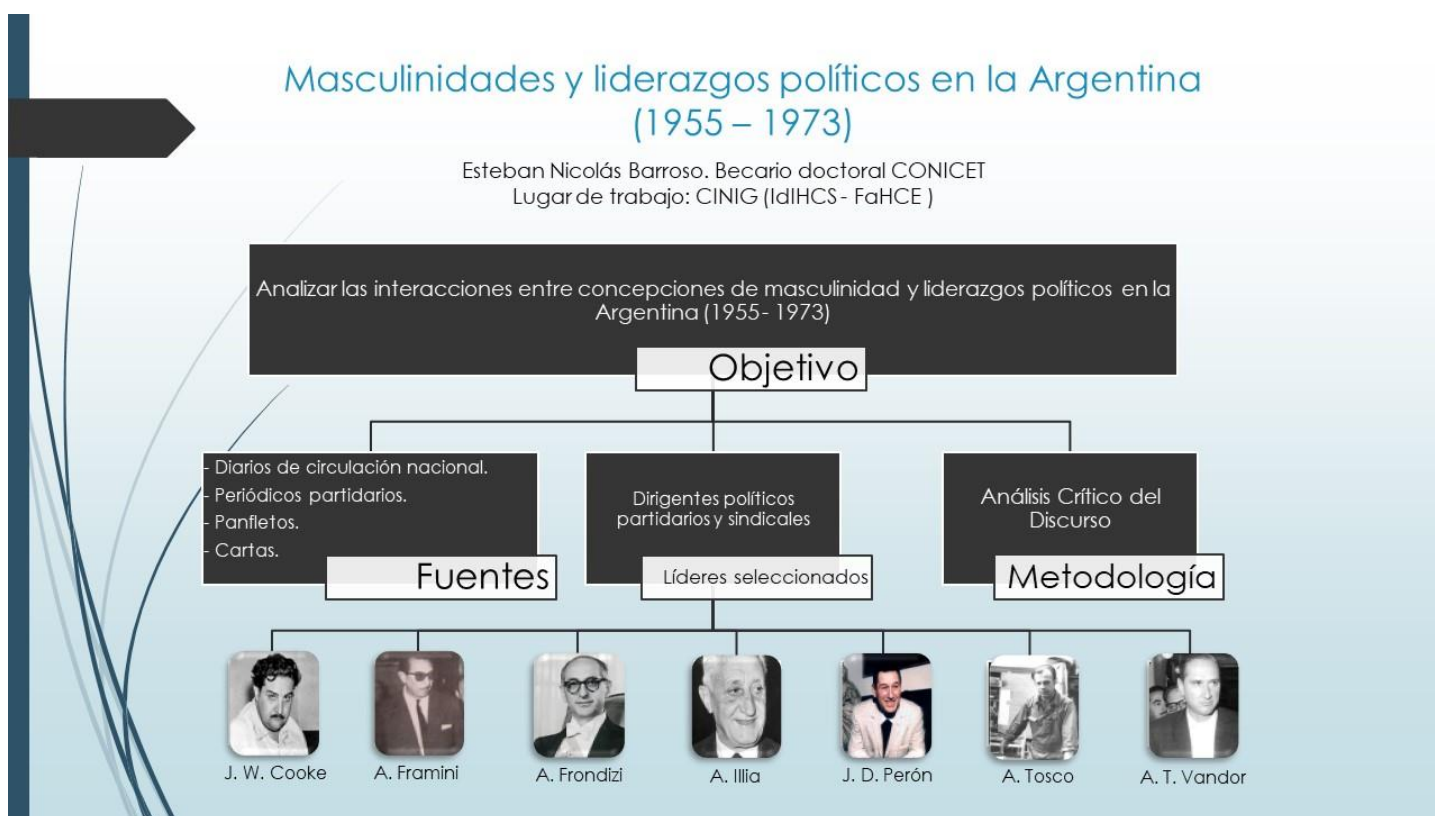 Masculinidades y liderazgos políticos en la Argentina
(1955 – 1973)
Esteban Nicolás Barroso. Becario doctoral CONICET
Lugar de trabajo: CINIG (IdIHCS - FaHCE )
Analizar las interacciones entre concepciones de masculinidad y liderazgos políticos en la
Argentina (1955- 1973)
Objetivo
- Diarios de circulación nacional.
- Periódicos partidarios.
- Panfletos.
- Cartas.
Fuentes
Dirigentes políticos
partidarios y sindicales
Líderes seleccionados
Análisis Crítico del
Discurso
Metodología
J. W. Cooke
A. Framini
A. Frondizi
A. Illia
J. D. Perón
A. Tosco
A. T. Vandor